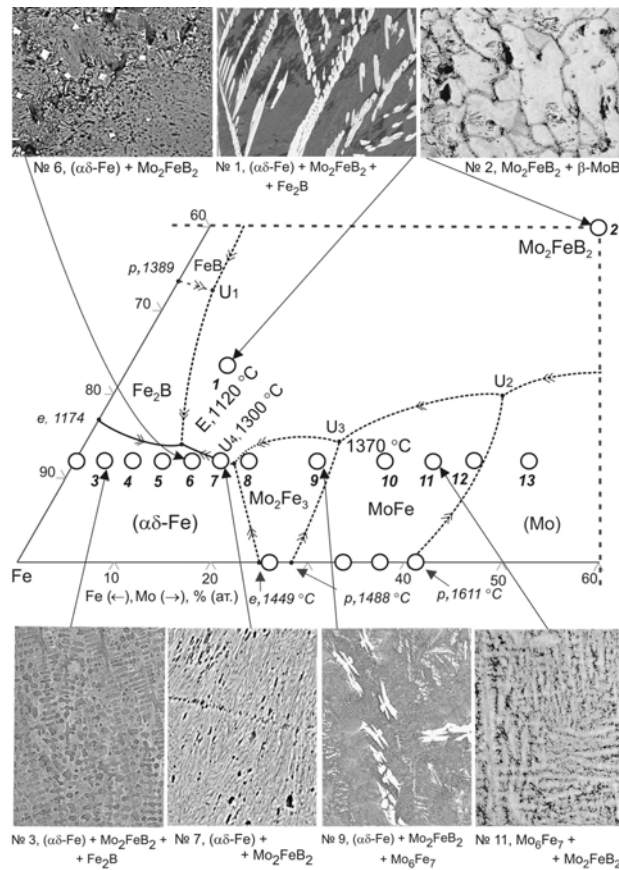 № 6, (αδ-Fe) + Mo₂FeB₂
№ 1, (αδ-Fe) + Mo₂FeB₂ +
+ Fe₂B
№ 2, Mo₂FeB₂ + β-MoB
60
FeB
2
Mo₂FeB₂
p, 1389
U₁
70
1
Fe₂B
E, 1120 °C
80
U₂
e, 1174
U₄, 1300 °C
U₃
1370 °C
90
3
4
5
6
7
8
9
10
11
12
13
Mo₂Fe₃
MoFe
(αδ-Fe)
(Mo)
Fe
10
20
40
60
Fe (←), Mo (→), % (ат.)
e, 1449 °C
p, 1488 °C
p, 1611 °C
№ 3, (αδ-Fe) + Mo₂FeB₂ +
+ Fe₂B
№ 7, (αδ-Fe) +
+ Mo₂FeB₂
№ 9, (αδ-Fe) + Mo₂FeB₂
+ Mo₆Fe₇
№ 11, Mo₆Fe₇ +
+ Mo₂FeB₂